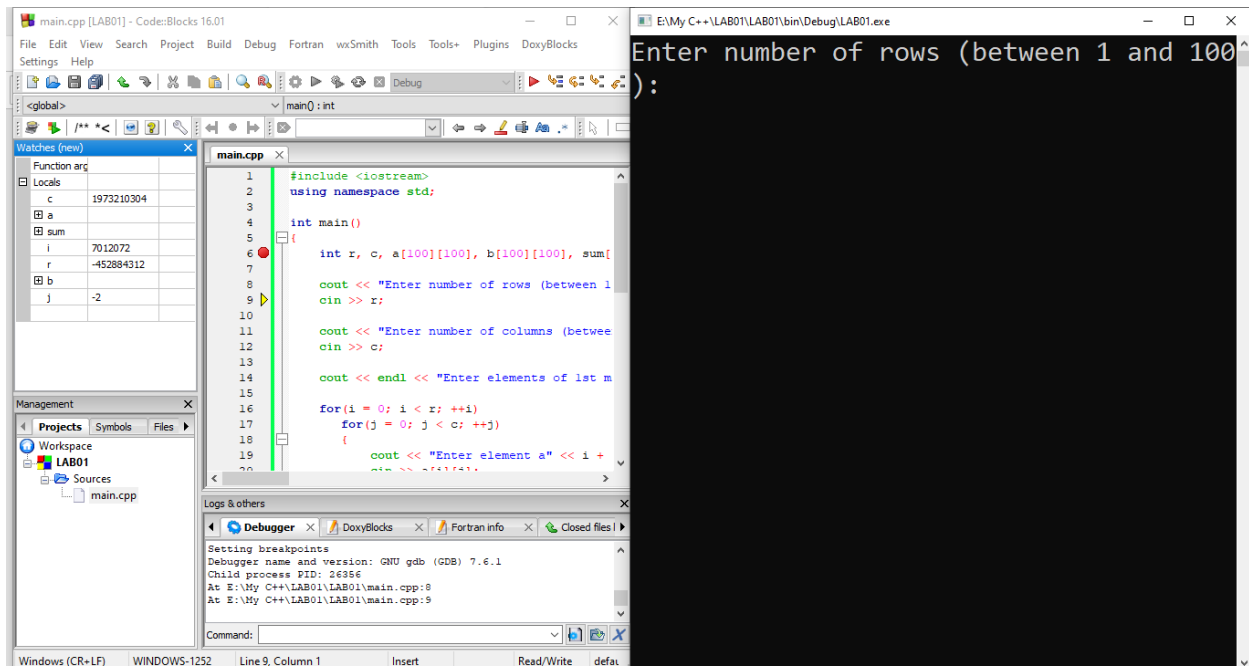 main.cpp [LAB01] - Code::Blocks 16.01
File Edit View Search Project Build Debug Fortran wxSmith Tools Tools+ Plugins DoxyBlocks
Settings Help
Debug
<global>
main() : int
/** *<
Watches (new)
Function arg
Locals
c 1973210304
a
sum
i 7012072
r -452884312
b
j -2
Management
Projects Symbols Files
Workspace
LAB01
Sources
main.cpp
main.cpp
1 #include <iostream>
2 using namespace std;
3
4 int main()
5 {
6 int r, c, a[100][100], b[100][100], sum[
7
8 cout << "Enter number of rows (between 1
9 cin >> r;
10
11 cout << "Enter number of columns (betwee
12 cin >> c;
13
14 cout << endl << "Enter elements of 1st m
15
16 for(i = 0; i < r; ++i)
17 for(j = 0; j < c; ++j)
18 {
19 cout << "Enter element a" << i +
20 cin >> a[i][j];
Logs & others
Debugger DoxyBlocks Fortran info Closed files l
Setting breakpoints
Debugger name and version: GNU gdb (GDB) 7.6.1
Child process PID: 26356
At E:\My C++\LAB01\LAB01\main.cpp:8
At E:\My C++\LAB01\LAB01\main.cpp:9
Command:
Windows (CR+LF) WINDOWS-1252 Line 9, Column 1 Insert Read/Write defau
E:\My C++\LAB01\LAB01\bin\Debug\LAB01.exe
Enter number of rows (between 1 and 100
):